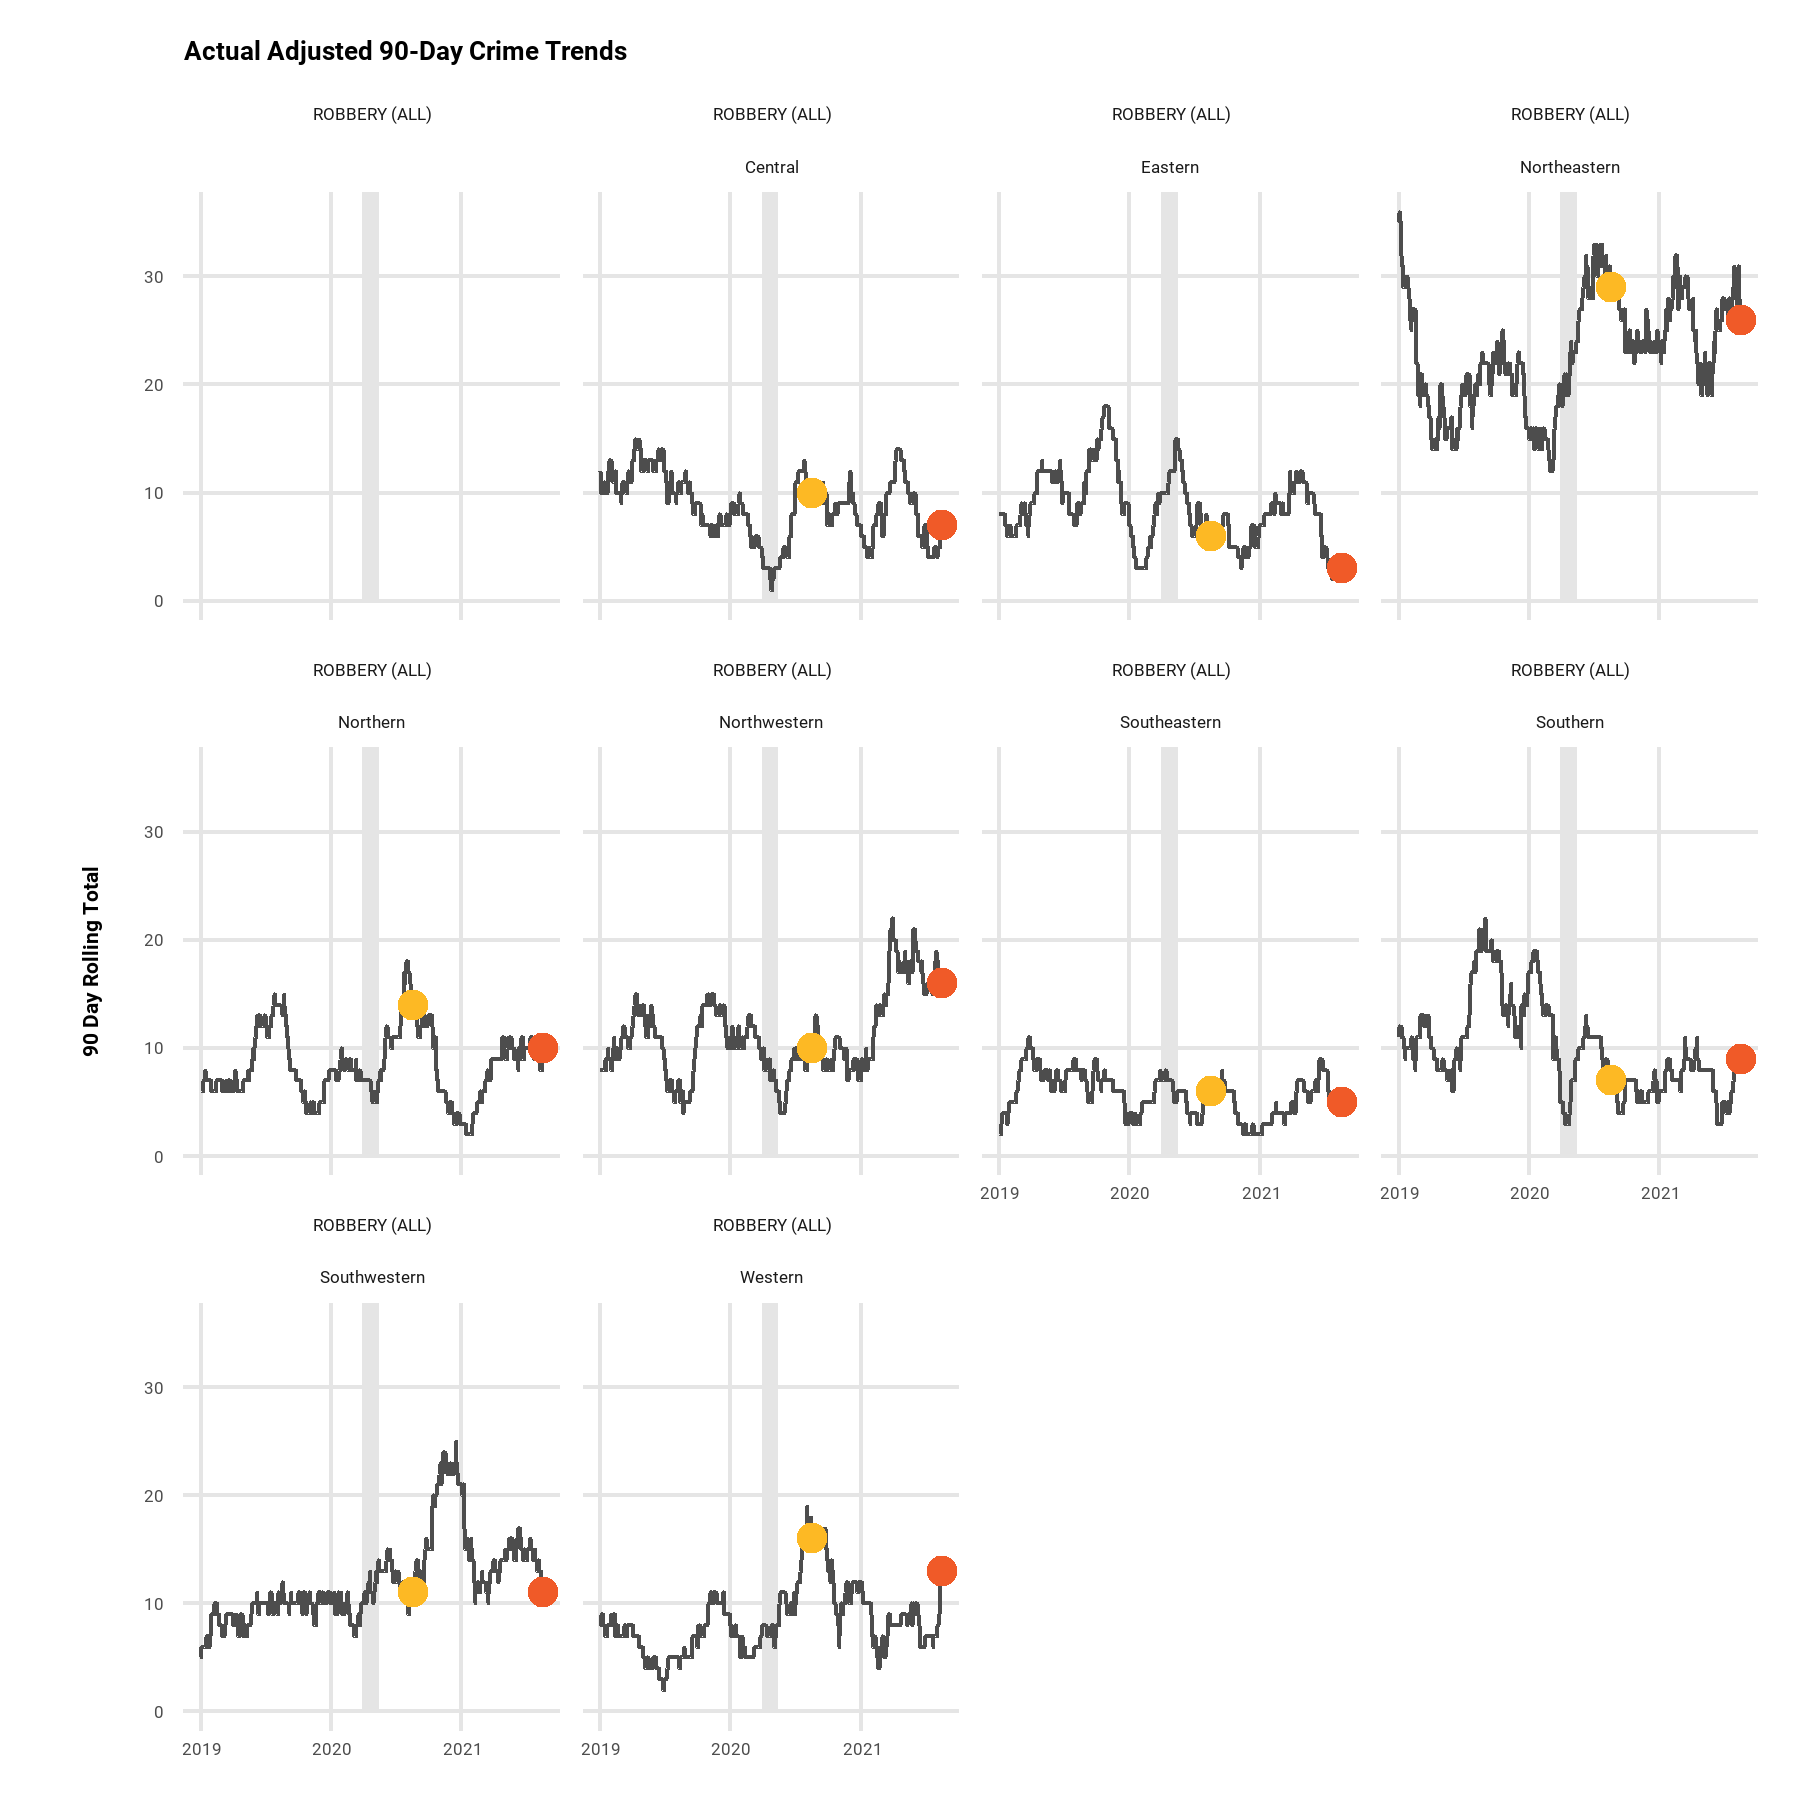 Actual Adjusted 90-Day Crime Trends
ROBBERY (ALL)
ROBBERY (ALL)
ROBBERY (ALL)
ROBBERY (ALL)
Central
Eastern
Northeastern
30
20
10
0
ROBBERY (ALL)
ROBBERY (ALL)
ROBBERY (ALL)
ROBBERY (ALL)
Northern
Northwestern
Southeastern
Southern
90 Day Rolling Total
30
20
10
0
2019
2020
2021
2019
2020
2021
ROBBERY (ALL)
ROBBERY (ALL)
Southwestern
Western
30
20
10
0
2019
2020
2021
2019
2020
2021